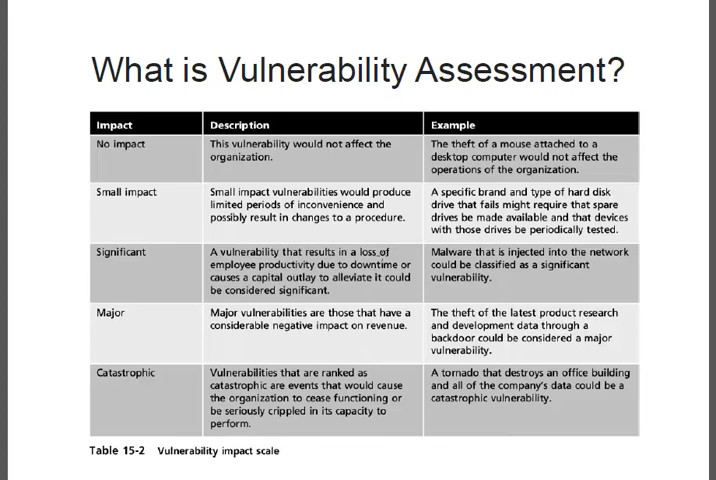 What is Vulnerability Assessment?
Impact Description Example
No impact This vulnerability would not affect the The theft of a mouse attached to a
organization. desktop computer would not affect the
operations of the organization.
Small impact Small impact vulnerabilities would produce A specific brand and type of hard disk
limited periods of inconvenience and drive that fails might require that spare
possibly result in changes to a procedure. drives be made available and that devices
with those drives be periodically tested.
Significant A vulnerability that results in a loss of Malware that is injected into the network
employee productivity due to downtime or could be classified as a significant
causes a capital outlay to alleviate it could vulnerability.
be considered significant.
Major Major vulnerabilities are those that have a The theft of the latest product research
considerable negative impact on revenue. and development data through a
backdoor could be considered a major
vulnerability.
Catastrophic Vulnerabilities that are ranked as A tornado that destroys an office building
catastrophic are events that would cause and all of the company's data could be a
the organization to cease functioning or catastrophic vulnerability.
be seriously crippled in its capacity to
perform.
Table 15-2 Vulnerability impact scale